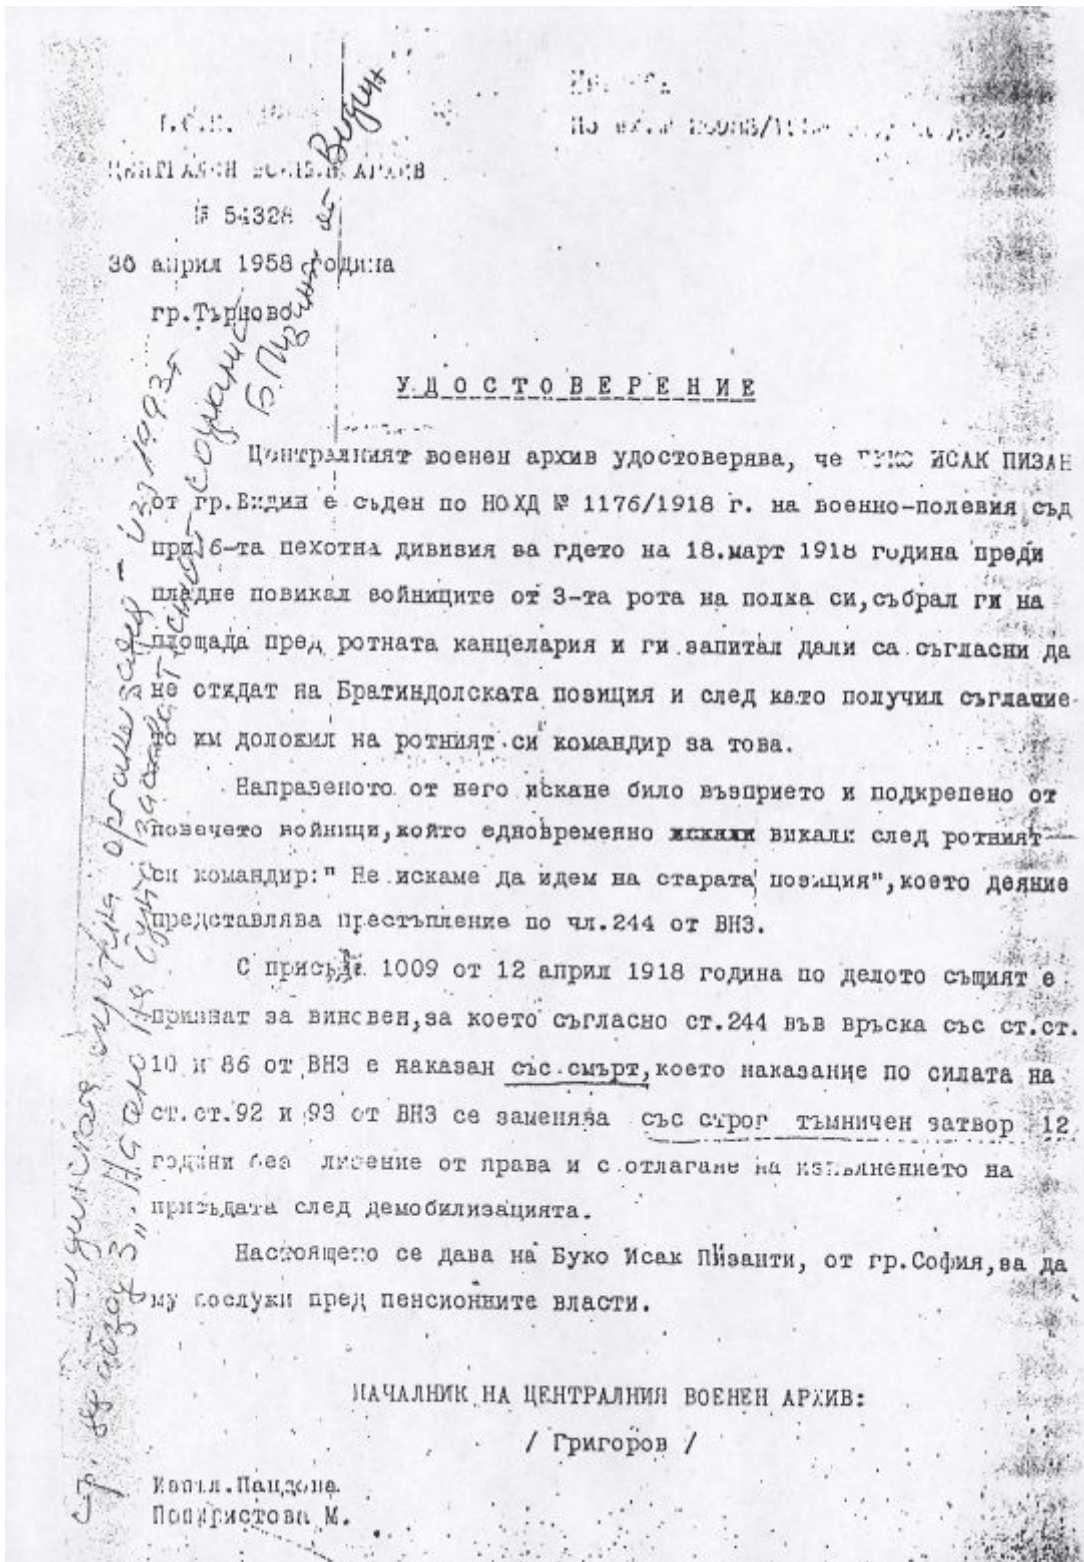 ЦЕНТРАЛЕН ВОЕНЕН АРХИВ
№ 54328
30 април 1958 година
гр.Търново
УДОСТОВЕРЕНИЕ
Централният военен архив удостоверява, че БУКО ИСАК ПИЗАН
от гр.Видин е съден по НОХД № 1176/1918 г. на военно-полевия съд
при 6-та пехотна дивизия за гдето на 18.март 1918 година преди
пладне повикал войниците от 3-та рота на полка си,събрал ги на
площада пред ротната канцелария и ги запитал дали са съгласни да
не отидат на Братиндолската позиция и след като получил съгласие-
то им доложил на ротният си командир за това.
Направеното от него искане било възприето и подкрепено от
повечето войници,който едновременно искали викали след ротният
си командир:" Не искаме да идем на старата позиция",което деяние
представлява престъпление по чл.244 от ВНЗ.
С присъда 1009 от 12 април 1918 година по делото същият е
признат за виновен,за което съгласно ст.244 във връска със ст.ст.
10 и 86 от ВНЗ е наказан със смърт,което наказание по силата на
ст.ст.92 и 93 от ВНЗ се заменява със строг тъмничен затвор 12
години без лишение от права и с отлагане на изпълнението на
присъдата след демобилизацията.
Настоящето се дава на Буко Исак Пизанти, от гр.София,за да
му послужи пред пенсионните власти.
НАЧАЛНИК НА ЦЕНТРАЛНИЯ ВОЕНЕН АРХИВ:
/ Григоров /
М.
Б.Пизанти от Видин